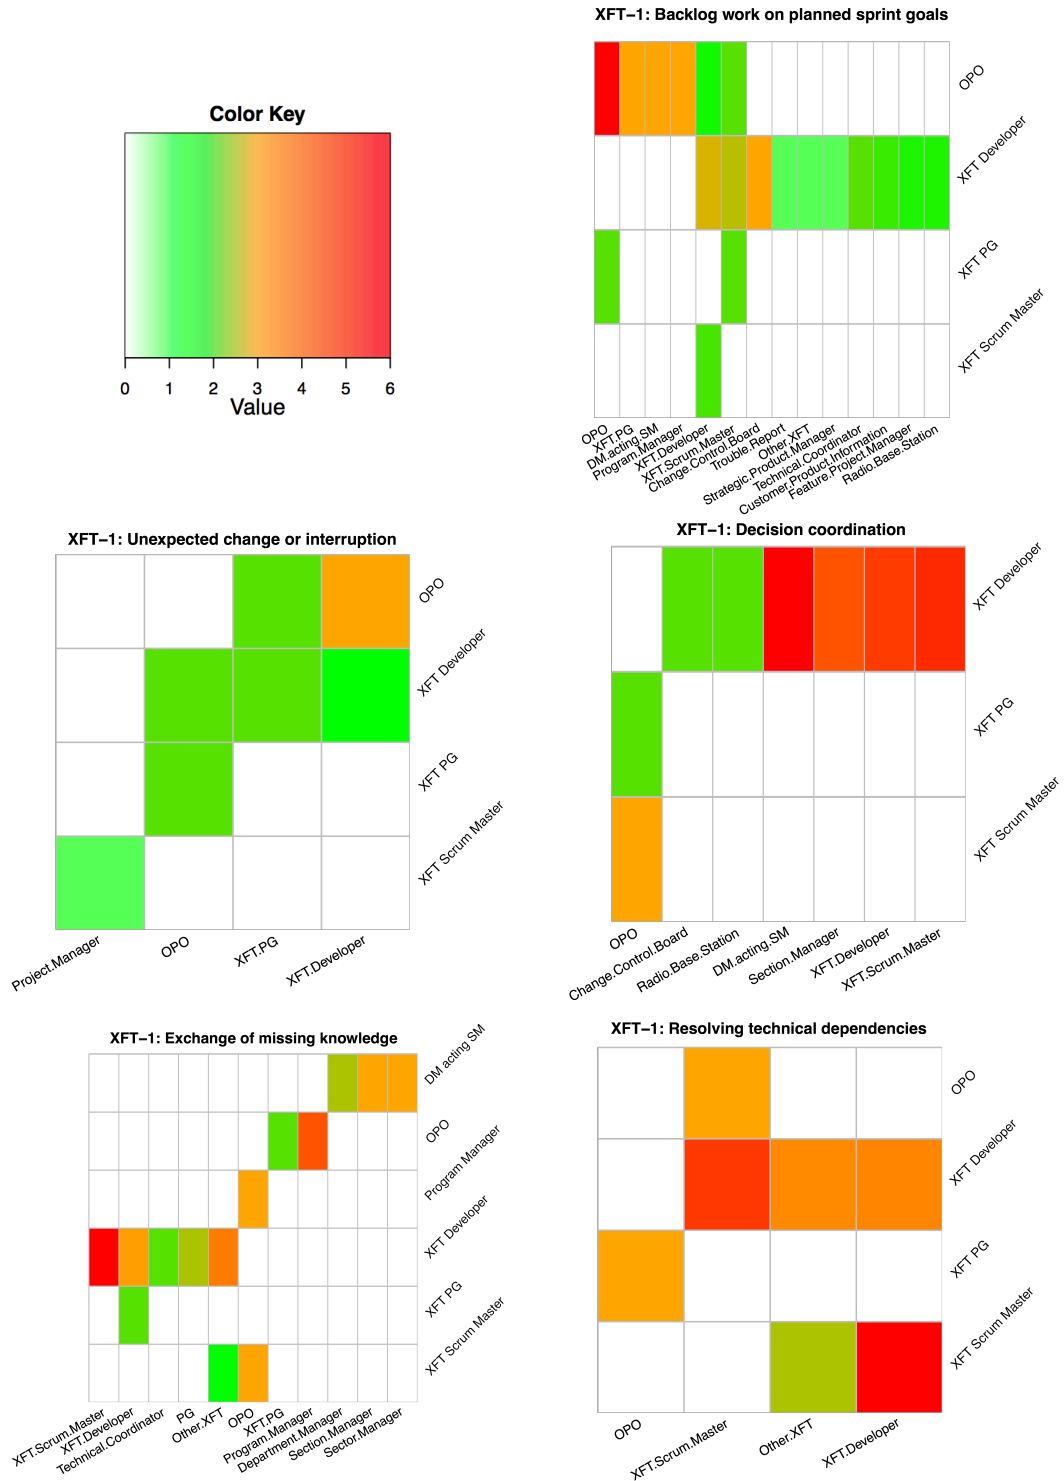 XFT−1: Backlog work on planned sprint goals
OPO
XFT Developer
XFT PG
XFT Scrum Master
OPO
XFT.PG
DM.acting.SM
Program.Manager
XFT.Developer
XFT.Scrum.Master
Change.Control.Board
Trouble.Report
Other.XFT
Strategic.Product.Manager
Technical.Coordinator
Customer.Product.Information
Feature.Project.Manager
Radio.Base.Station
Color Key
0 1 2 3 4 5 6
Value
XFT−1: Unexpected change or interruption
OPO
XFT Developer
XFT PG
XFT Scrum Master
Project.Manager
OPO
XFT.PG
XFT.Developer
XFT−1: Decision coordination
XFT Developer
XFT PG
XFT Scrum Master
OPO
Change.Control.Board
Radio.Base.Station
DM.acting.SM
Section.Manager
XFT.Developer
XFT.Scrum.Master
XFT−1: Exchange of missing knowledge
DM acting SM
OPO
Program Manager
XFT Developer
XFT PG
XFT Scrum Master
XFT.Scrum.Master
XFT.Developer
Technical.Coordinator
PG
Other.XFT
OPO
XFT.PG
Program.Manager
Department.Manager
Section.Manager
Sector.Manager
XFT−1: Resolving technical dependencies
OPO
XFT Developer
XFT PG
XFT Scrum Master
OPO
XFT.Scrum.Master
Other.XFT
XFT.Developer